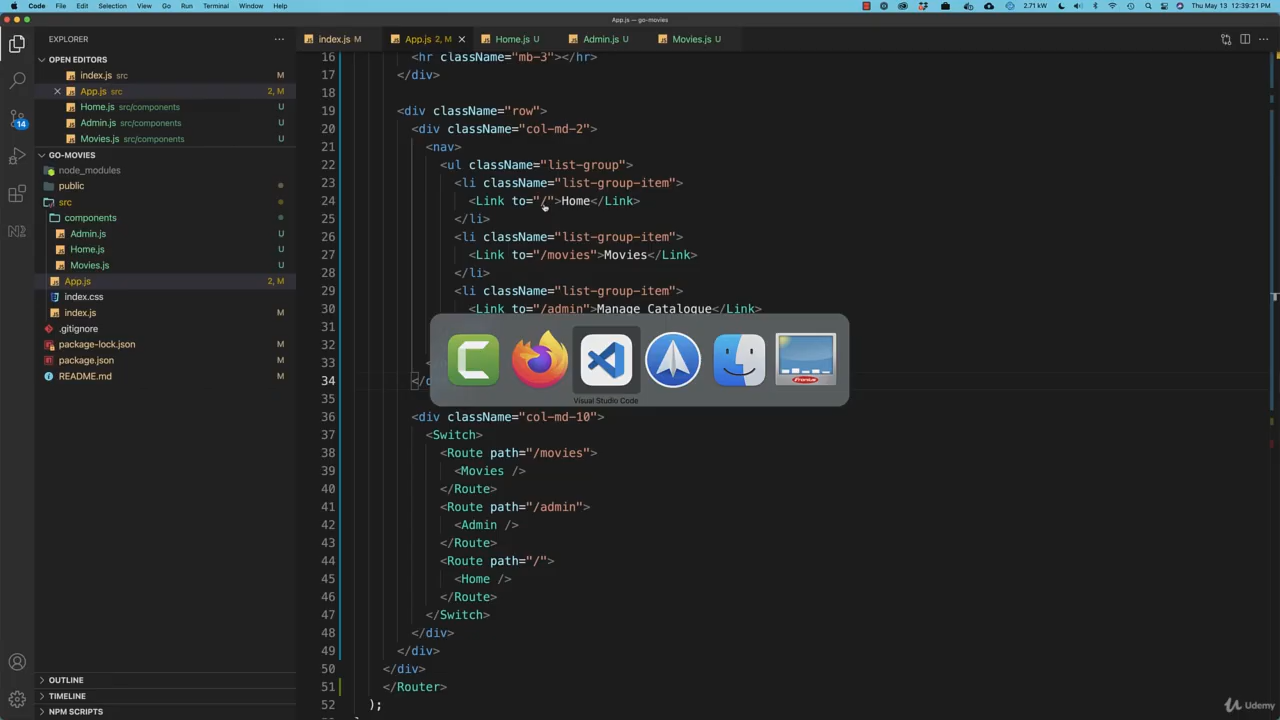 Code File Edit Selection View Go Run Terminal Window Help 2.71 kW Thu May 13 12:39:21
App.js — go-movies
EXPLORER
index.js M
App.js 2, M
Home.js U
Admin.js U
Movies.js U
OPEN EDITORS
index.js src M
App.js src 2, M
Home.js src/components U
Admin.js src/components U
Movies.js src/components U
GO-MOVIES
node_modules
public
src
components
Admin.js U
Home.js U
Movies.js U
App.js 2, M
index.css
index.js M
.gitignore
package-lock.json M
package.json M
README.md
OUTLINE
TIMELINE
NPM SCRIPTS
14
16 <hr className="mb-3"></hr>
17 </div>
18
19 <div className="row">
20 <div className="col-md-2">
21 <nav>
22 <ul className="list-group">
23 <li className="list-group-item">
24 <Link to="/">Home</Link>
25 </li>
26 <li className="list-group-item">
27 <Link to="/movies">Movies</Link>
28 </li>
29 <li className="list-group-item">
30 <Link to="/admin">Manage Catalogue</Link>
31
32
33
34 </d
35
36 <div className="col-md-10">
37 <Switch>
38 <Route path="/movies">
39 <Movies />
40 </Route>
41 <Route path="/admin">
42 <Admin />
43 </Route>
44 <Route path="/">
45 <Home />
46 </Route>
47 </Switch>
48 </div>
49 </div>
50 </div>
51 </Router>
52 );
Visual Studio Code
Udemy